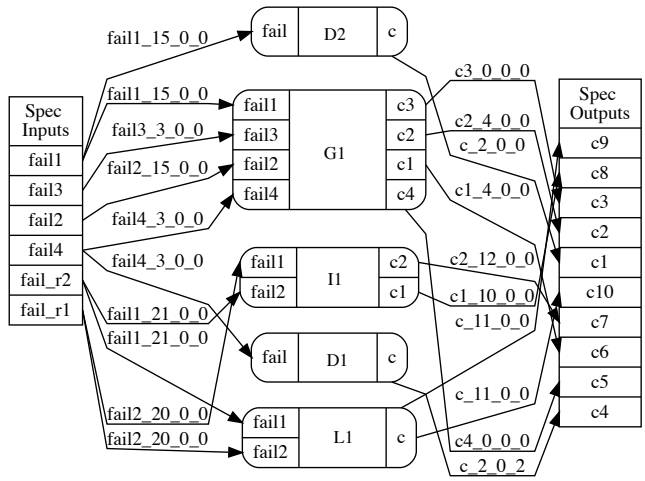 Spec
Inputs
fail1
fail3
fail2
fail4
fail_r2
fail_r1
fail1_15_0_0
fail1_15_0_0
fail3_3_0_0
fail2_15_0_0
fail4_3_0_0
fail4_3_0_0
fail1_21_0_0
fail1_21_0_0
fail2_20_0_0
fail2_20_0_0
fail D2 c
fail1
fail3
fail2
fail4
G1
c3
c2
c1
c4
fail1
fail2
I1
c2
c1
fail D1 c
fail1
fail2
L1
c
c3_0_0_0
c2_4_0_0
c_2_0_0
c1_4_0_0
c2_12_0_0
c1_10_0_0
c_11_0_0
c_11_0_0
c4_0_0_0
c_2_0_2
Spec
Outputs
c9
c8
c3
c2
c1
c10
c7
c6
c5
c4